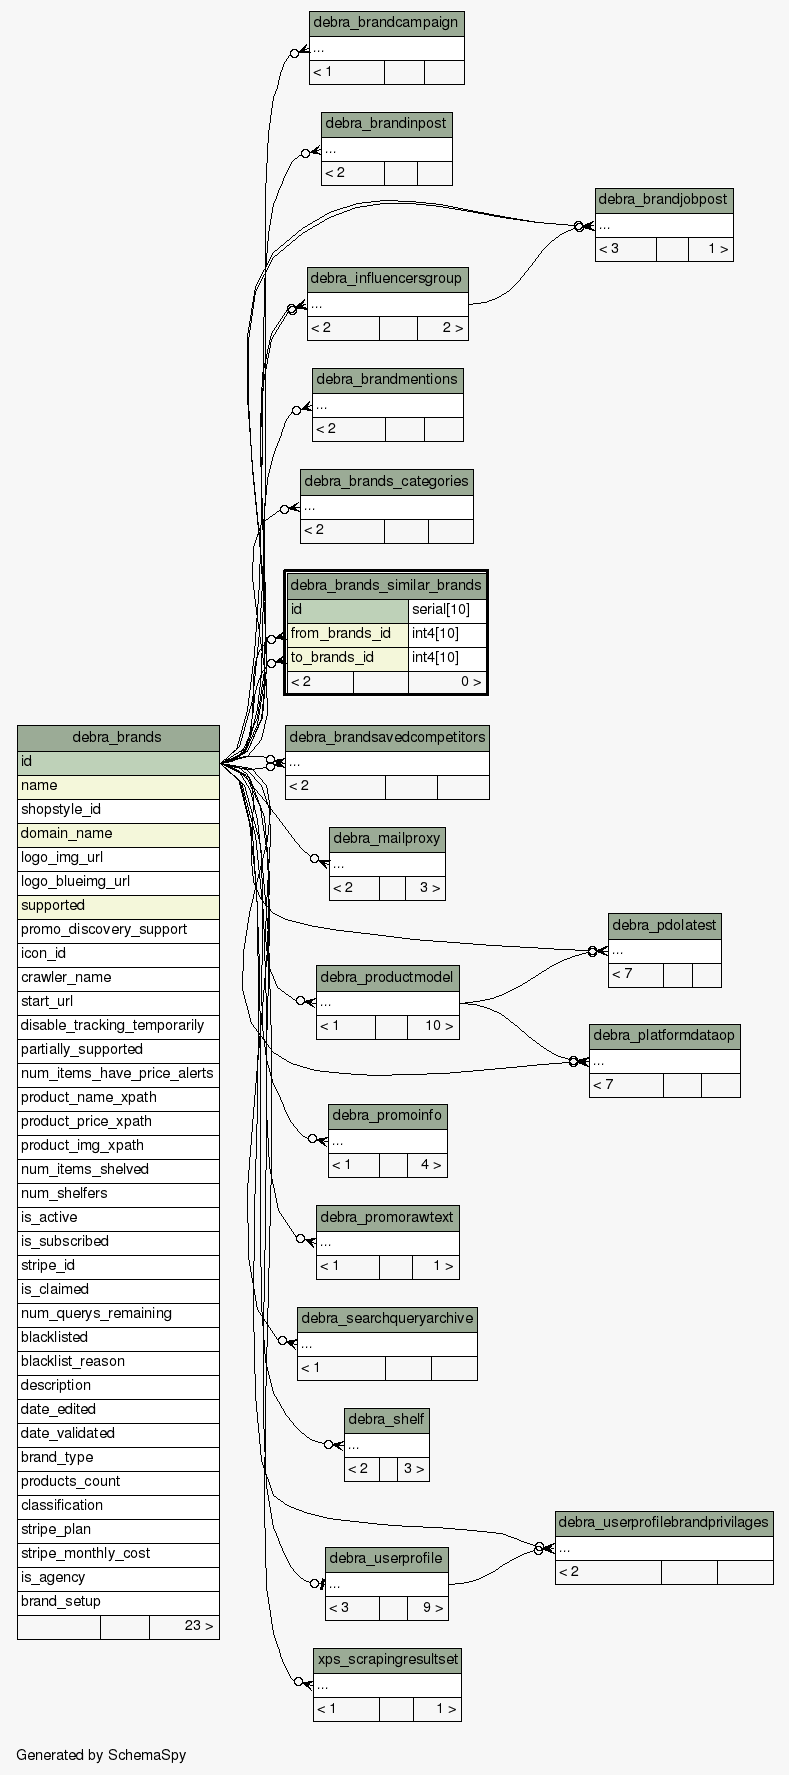 debra_brandcampaign
...
< 1
debra_brandinpost
...
< 2
debra_brandjobpost
...
< 3 1 >
debra_influencersgroup
...
< 2 2 >
debra_brandmentions
...
< 2
debra_brands_categories
...
< 2
debra_brands_similar_brands
id serial[10]
from_brands_id int4[10]
to_brands_id int4[10]
< 2 0 >
debra_brands
id
name
shopstyle_id
domain_name
logo_img_url
logo_blueimg_url
supported
promo_discovery_support
icon_id
crawler_name
start_url
disable_tracking_temporarily
partially_supported
num_items_have_price_alerts
product_name_xpath
product_price_xpath
product_img_xpath
num_items_shelved
num_shelfers
is_active
is_subscribed
stripe_id
is_claimed
num_querys_remaining
blacklisted
blacklist_reason
description
date_edited
date_validated
brand_type
products_count
classification
stripe_plan
stripe_monthly_cost
is_agency
brand_setup
23 >
debra_brandsavedcompetitors
...
< 2
debra_mailproxy
...
< 2 3 >
debra_pdolatest
...
< 7
debra_productmodel
...
< 1 10 >
debra_platformdataop
...
< 7
debra_promoinfo
...
< 1 4 >
debra_promorawtext
...
< 1 1 >
debra_searchqueryarchive
...
< 1
debra_shelf
...
< 2 3 >
debra_userprofilebrandprivilages
...
< 2
debra_userprofile
...
< 3 9 >
xps_scrapingresultset
...
< 1 1 >
Generated by SchemaSpy